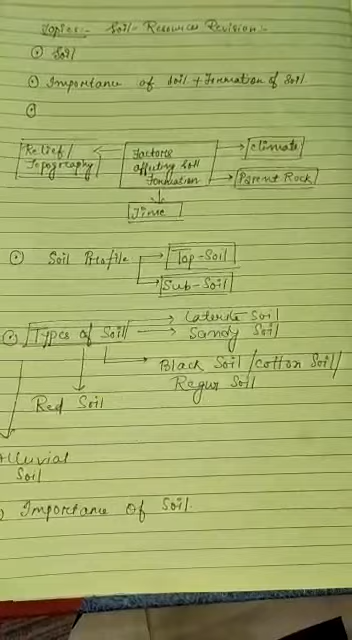 Topics:- Soil-Resources Revision:-
Soil
Importance of Soil + Formation of Soil.
Relief/
Topography
Factors
affecting Soil
Formation
Climate
Parent Rock
Time
Soil Profile
Top-Soil
Sub-Soil
Types of Soil
Laterite Soil
Sandy Soil
Black Soil/cotton Soil/
Regur Soil
Red Soil
Alluvial
Soil
Importance of Soil.